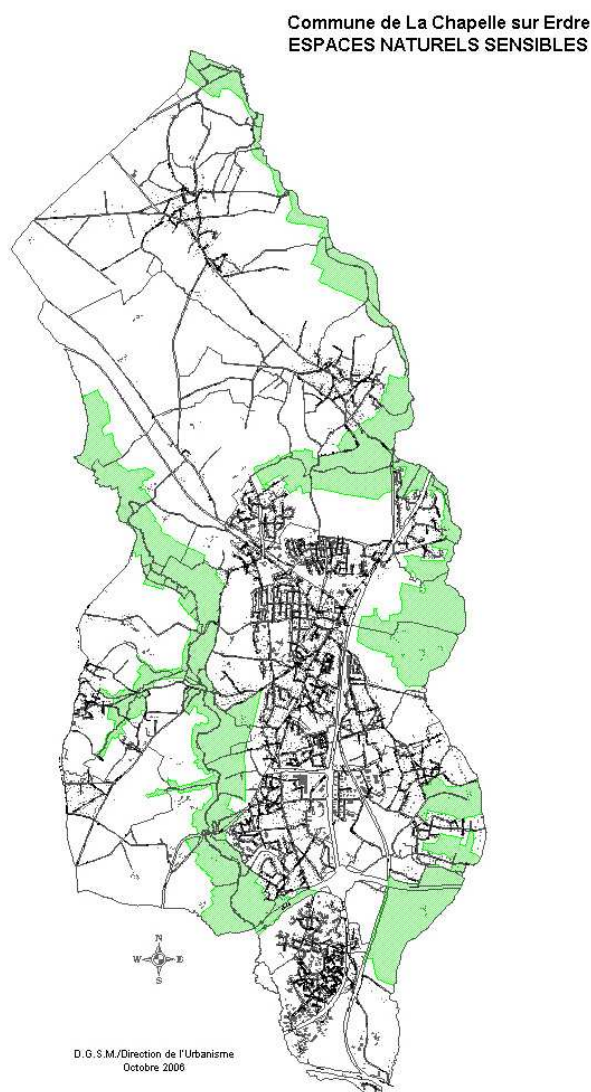 Commune de La Chapelle sur Erdre
ESPACES NATURELS SENSIBLES
N
W E
S
D.G.S.M./Direction de l'Urbanisme
Octobre 2006